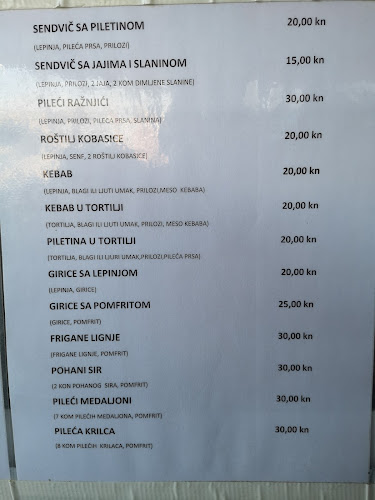 SENDVIČ SA PILETINOM 20,00 kn
(LEPINJA, PILEĆA PRSA, PRILOZI)
SENDVIČ SA JAJIMA I SLANINOM 15,00 kn
(LEPINJA, PRILOZI, 2 JAJA, 2 KOM DIMLJENE SLANINE)
PILEĆI RAŽNJIĆI 30,00 kn
(LEPINJA, PRILOZI, PILEĆA PRSA, SLANINA)
ROŠTILJ KOBASICE 20,00 kn
(LEPINJA, SENF, 2 ROŠTILJ KOBASICE)
KEBAB 20,00 kn
(LEPINJA, BLAGI ILI LJUTI UMAK, PRILOZI,MESO KEBABA)
KEBAB U TORTILJI 20,00 kn
(TORTILJA, BLAGI ILI LJUTI UMAK, PRILOZI, MESO KEBABA)
PILETINA U TORTILJI 20,00 kn
(TORTILJA, BLAGI ILI LJURI UMAK,PRILOZI,PILEĆA PRSA)
GIRICE SA LEPINJOM 20,00 kn
(LEPINJA, GIRICE)
GIRICE SA POMFRITOM 25,00 kn
(GIRICE, POMFRIT)
FRIGANE LIGNJE 30,00 kn
(FRIGANE LIGNJE, POMFRIT)
POHANI SIR 30,00 kn
(2 KON POHANOG SIRA, POMFRIT)
PILEĆI MEDALJONI 30,00 kn
(7 KOM PILEĆIH MEDALJONA, POMFRIT)
PILEĆA KRILCA 30,00 kn
(8 KOM PILEĆIH KRILACA, POMFRIT)